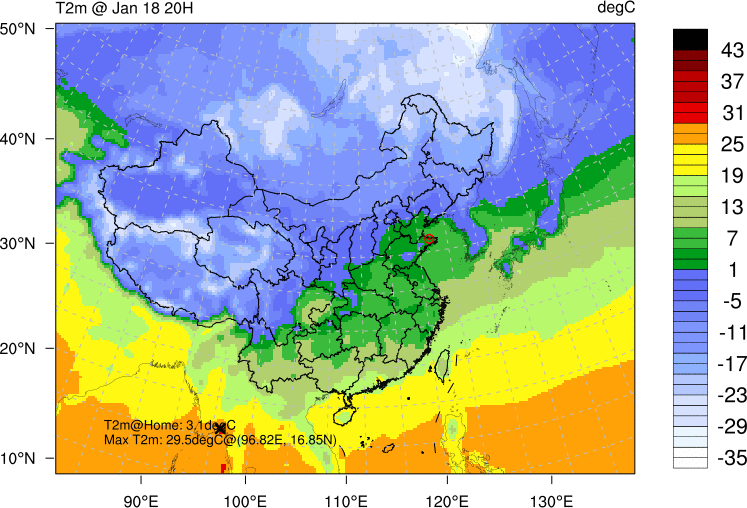 T2m @ Jan 18 20H degC
50°N
40°N
30°N
20°N
10°N
90°E 100°E 110°E 120°E 130°E
T2m@Home: 3.1degC
Max T2m: 29.5degC@(96.82E, 16.85N)
43
37
31
25
19
13
7
1
-5
-11
-17
-23
-29
-35